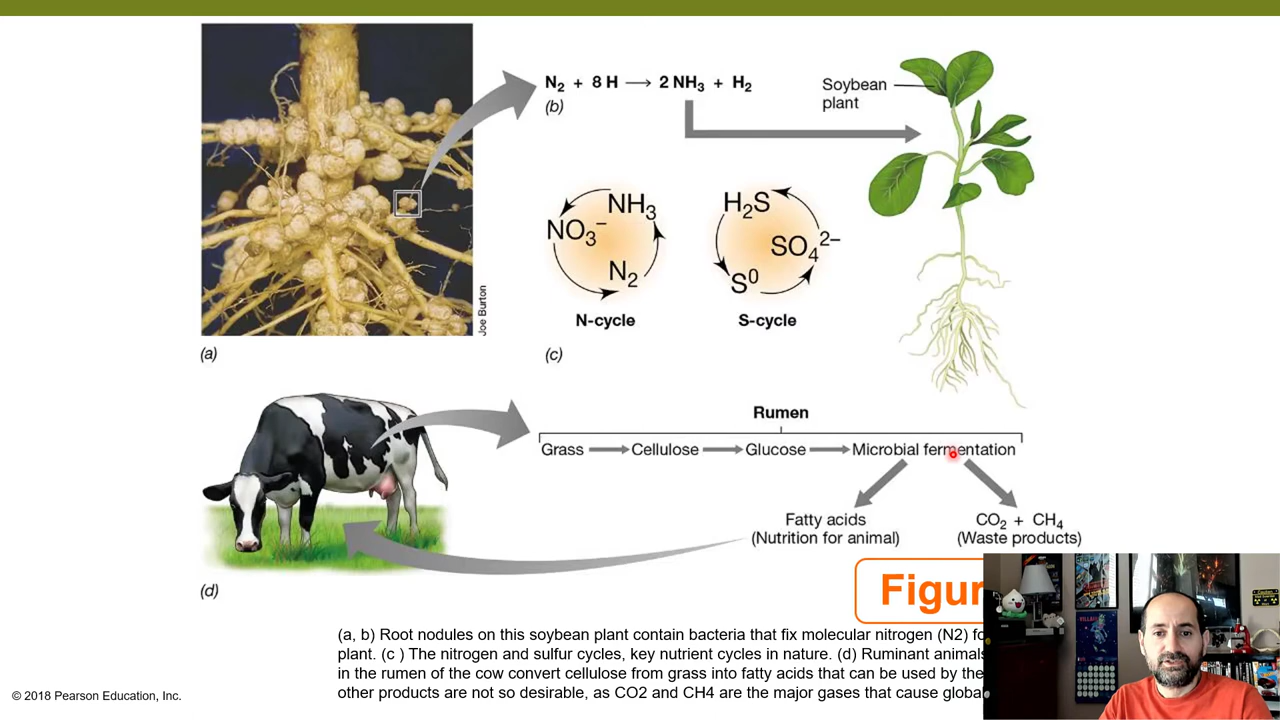 N₂ + 8 H → 2 NH₃ + H₂
(b)
Soybean
plant
Joe Burton
(a)
NH₃
NO₃⁻
N₂
N-cycle
H₂S
SO₄²⁻
S⁰
S-cycle
(c)
Rumen
Grass → Cellulose → Glucose → Microbial fermentation
Fatty acids
(Nutrition for animal)
CO₂ + CH₄
(Waste products)
(d)
Figur
(a, b) Root nodules on this soybean plant contain bacteria that fix molecular nitrogen (N2)
plant. (c ) The nitrogen and sulfur cycles, key nutrient cycles in nature. (d) Ruminant animals
in the rumen of the cow convert cellulose from grass into fatty acids that can be used by the
other products are not so desirable, as CO2 and CH4 are the major gases that cause globa
© 2018 Pearson Education, Inc.